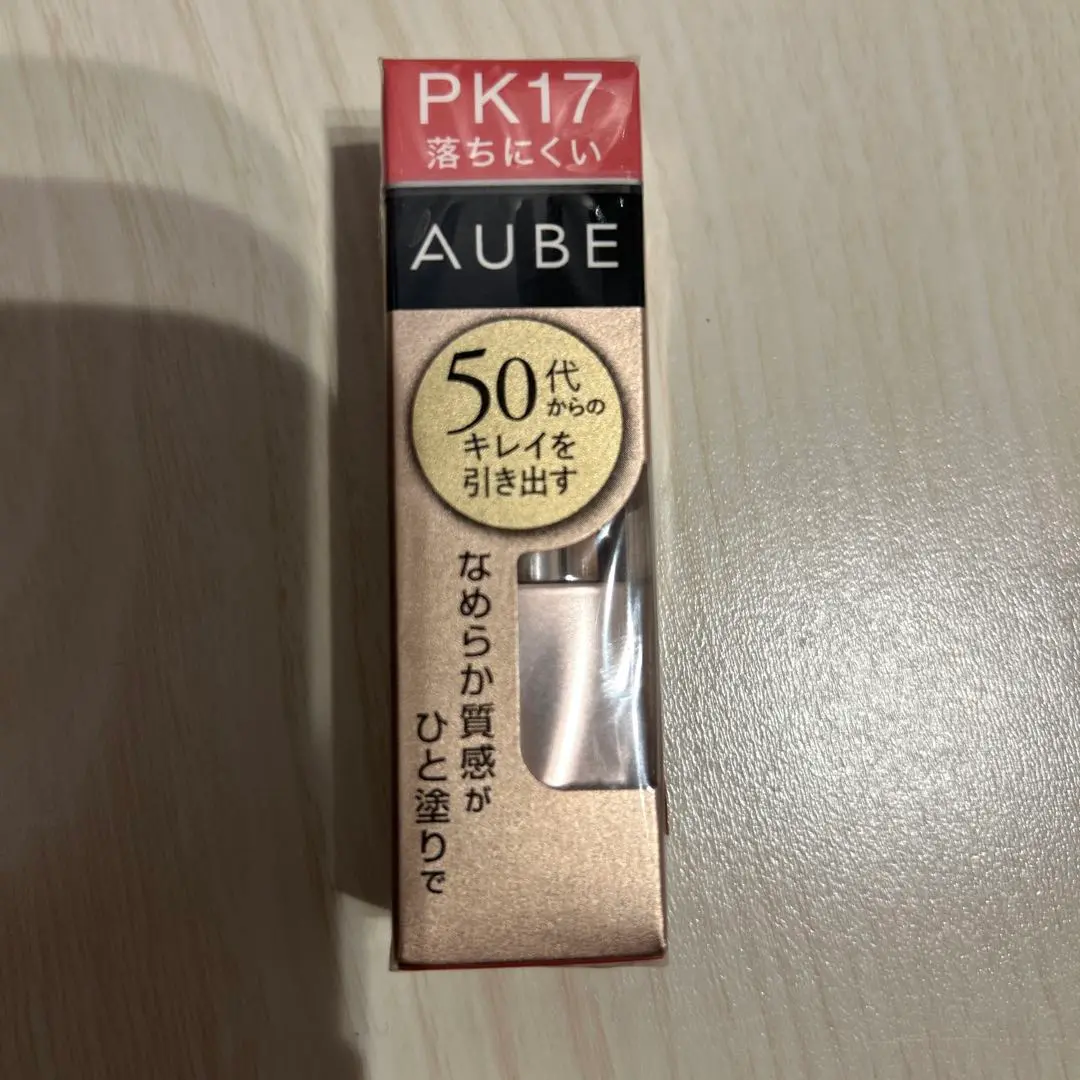 PK17
落ちにくい
AUBE
50代
からの
キレイを
引き出す
なめらか質感が
ひと塗りで